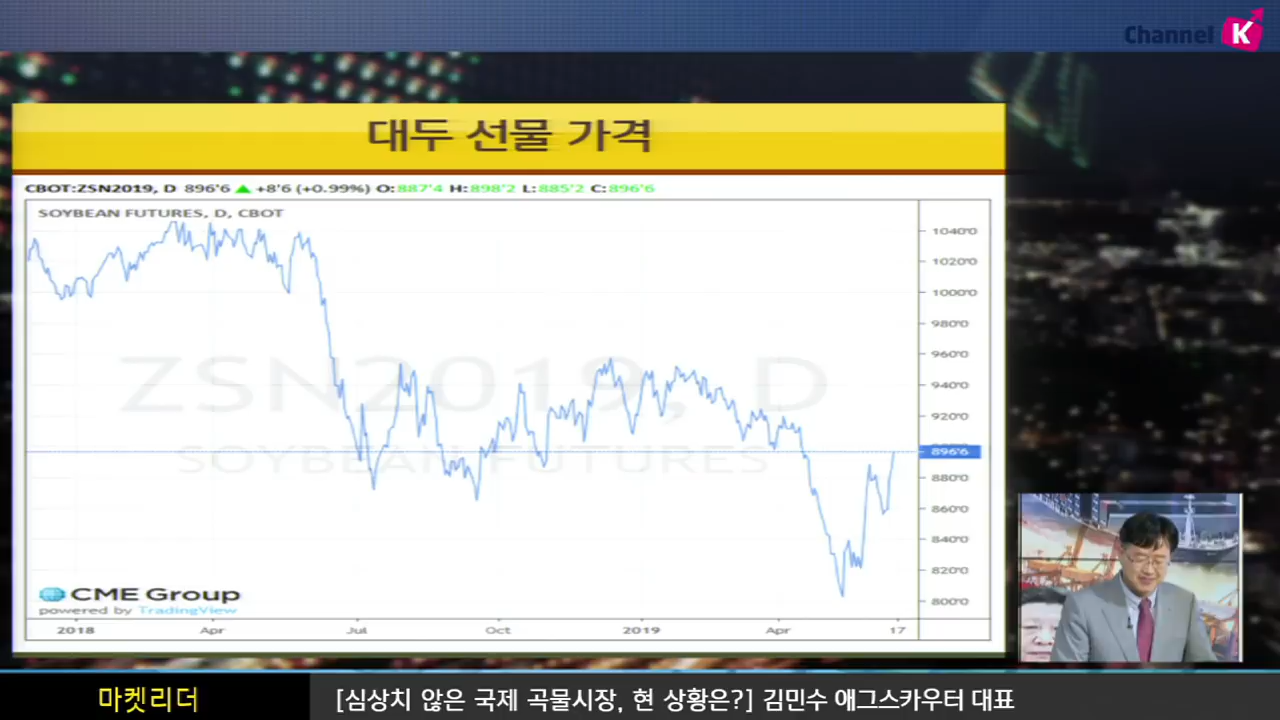 Channel K
대두 선물 가격
CBOT:ZSN2019, D 896'6 ▲ +8'6 (+0.99%) O:887'4 H:898'2 L:885'2 C:896'6
SOYBEAN FUTURES, D, CBOT
ZSN2019, D
SOYBEAN FUTURES
1040'0
1020'0
1000'0
980'0
960'0
940'0
920'0
896'6
880'0
860'0
840'0
820'0
800'0
CME Group
powered by TradingView
2018 Apr Jul Oct 2019 Apr 17
마켓리더
[심상치 않은 국제 곡물시장, 현 상황은?] 김민수 애그스카우터 대표